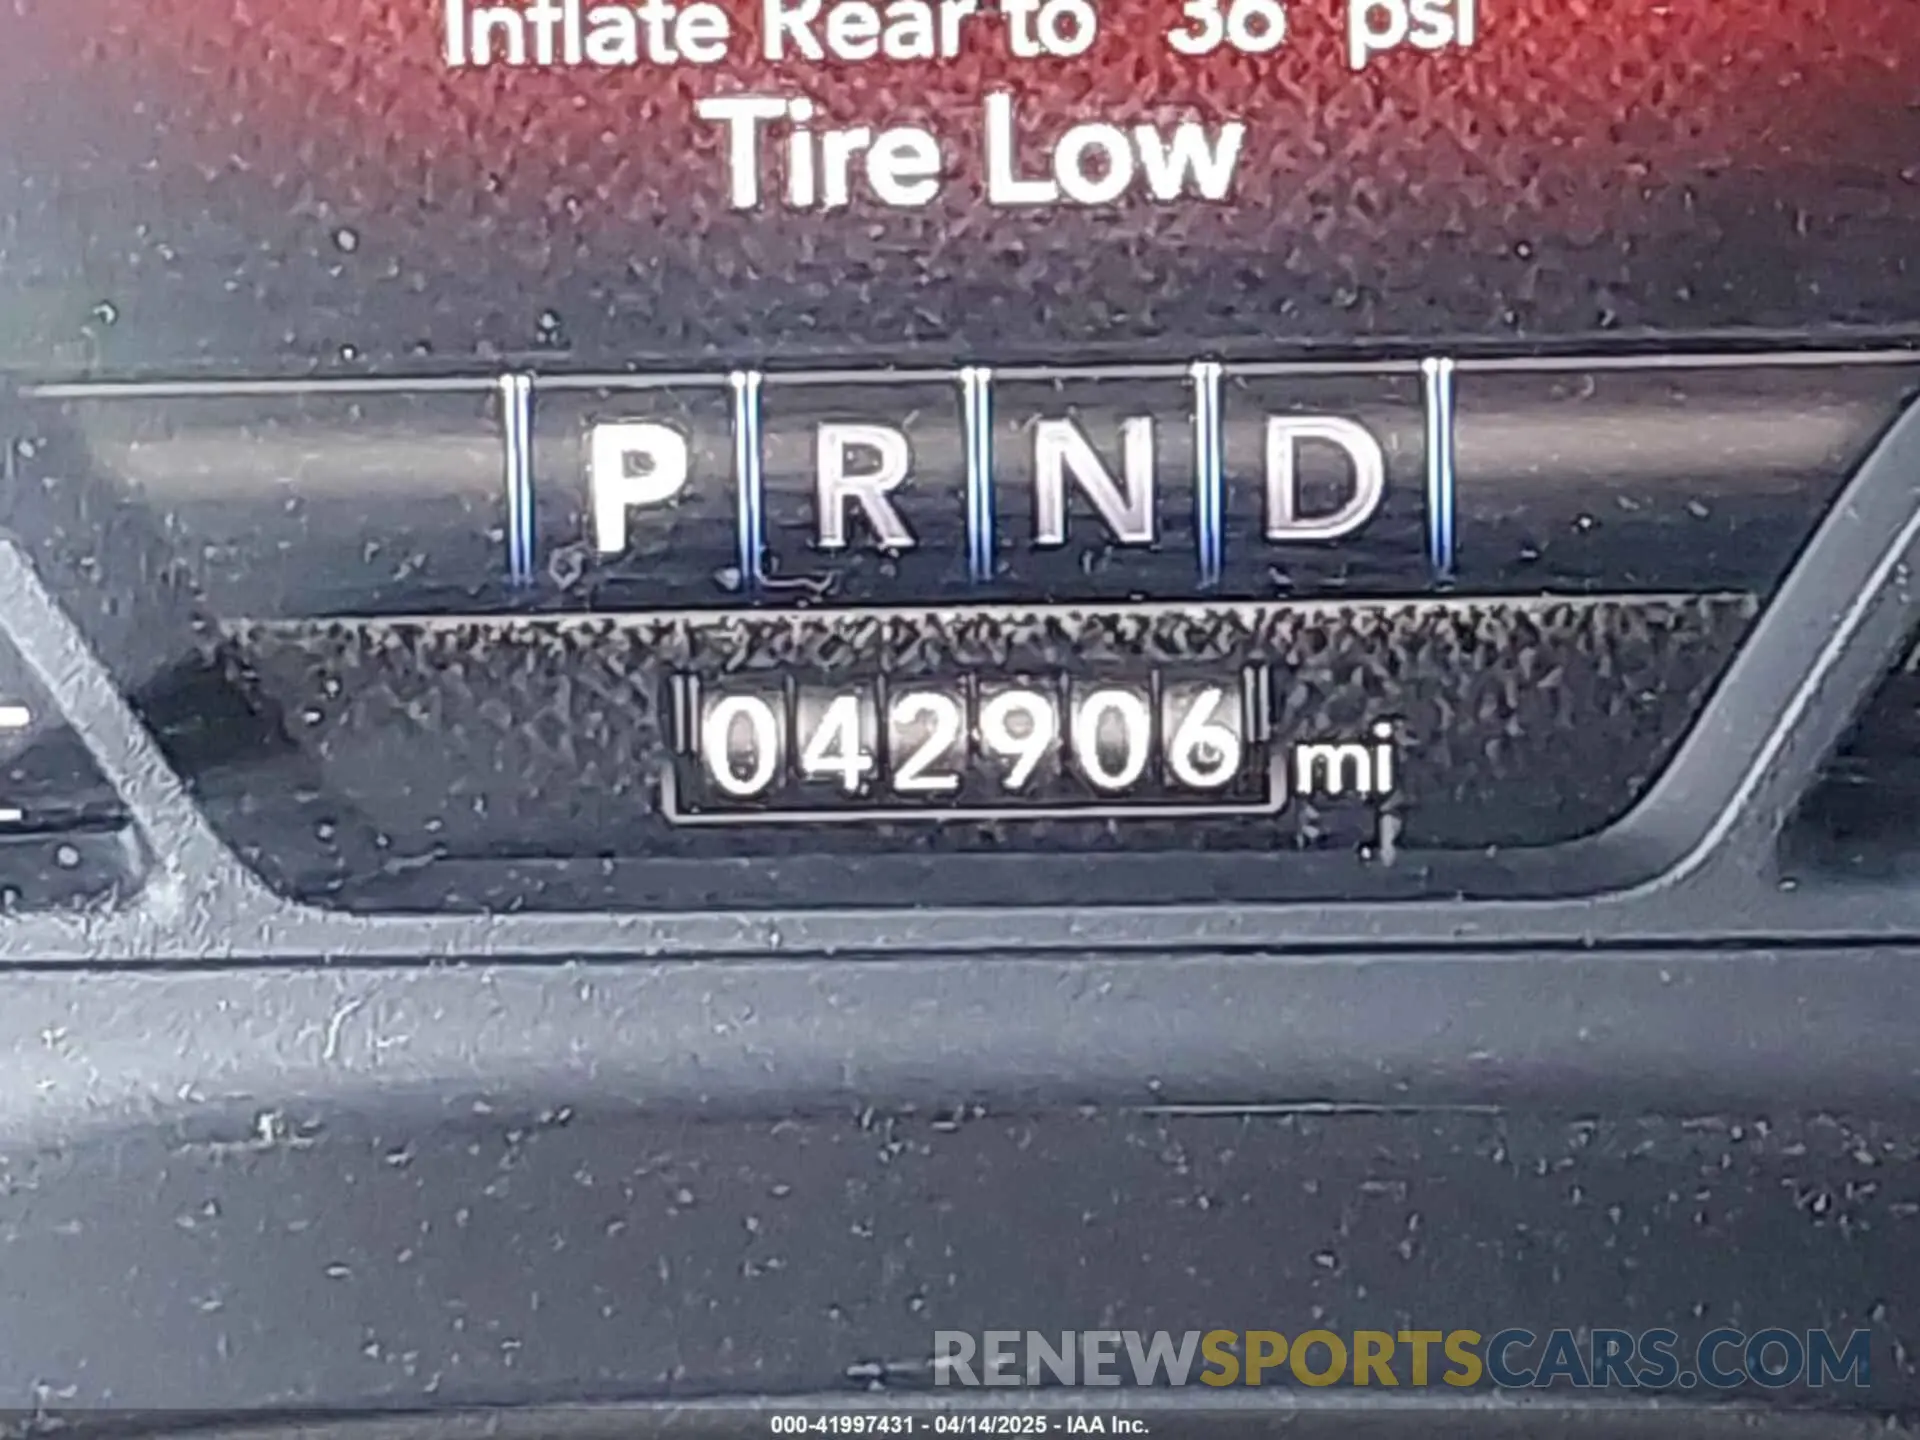 Inflate Rear to 36 psi
Tire Low
P R N D
042906 mi
RENEWSPORTSCARS.COM
000-41997431 - 04/14/2025 - IAA Inc.